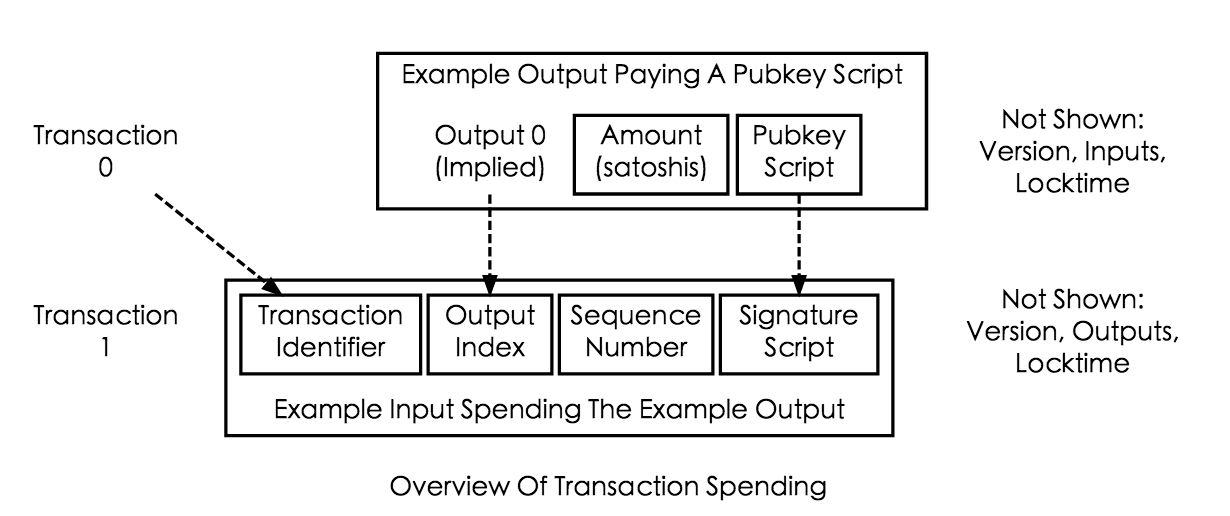 Example Output Paying A Pubkey Script
Transaction
0
Output 0
(Implied)
Amount
(satoshis)
Pubkey
Script
Not Shown:
Version, Inputs,
Locktime
Transaction
1
Transaction
Identifier
Output
Index
Sequence
Number
Signature
Script
Not Shown:
Version, Outputs,
Locktime
Example Input Spending The Example Output
Overview Of Transaction Spending